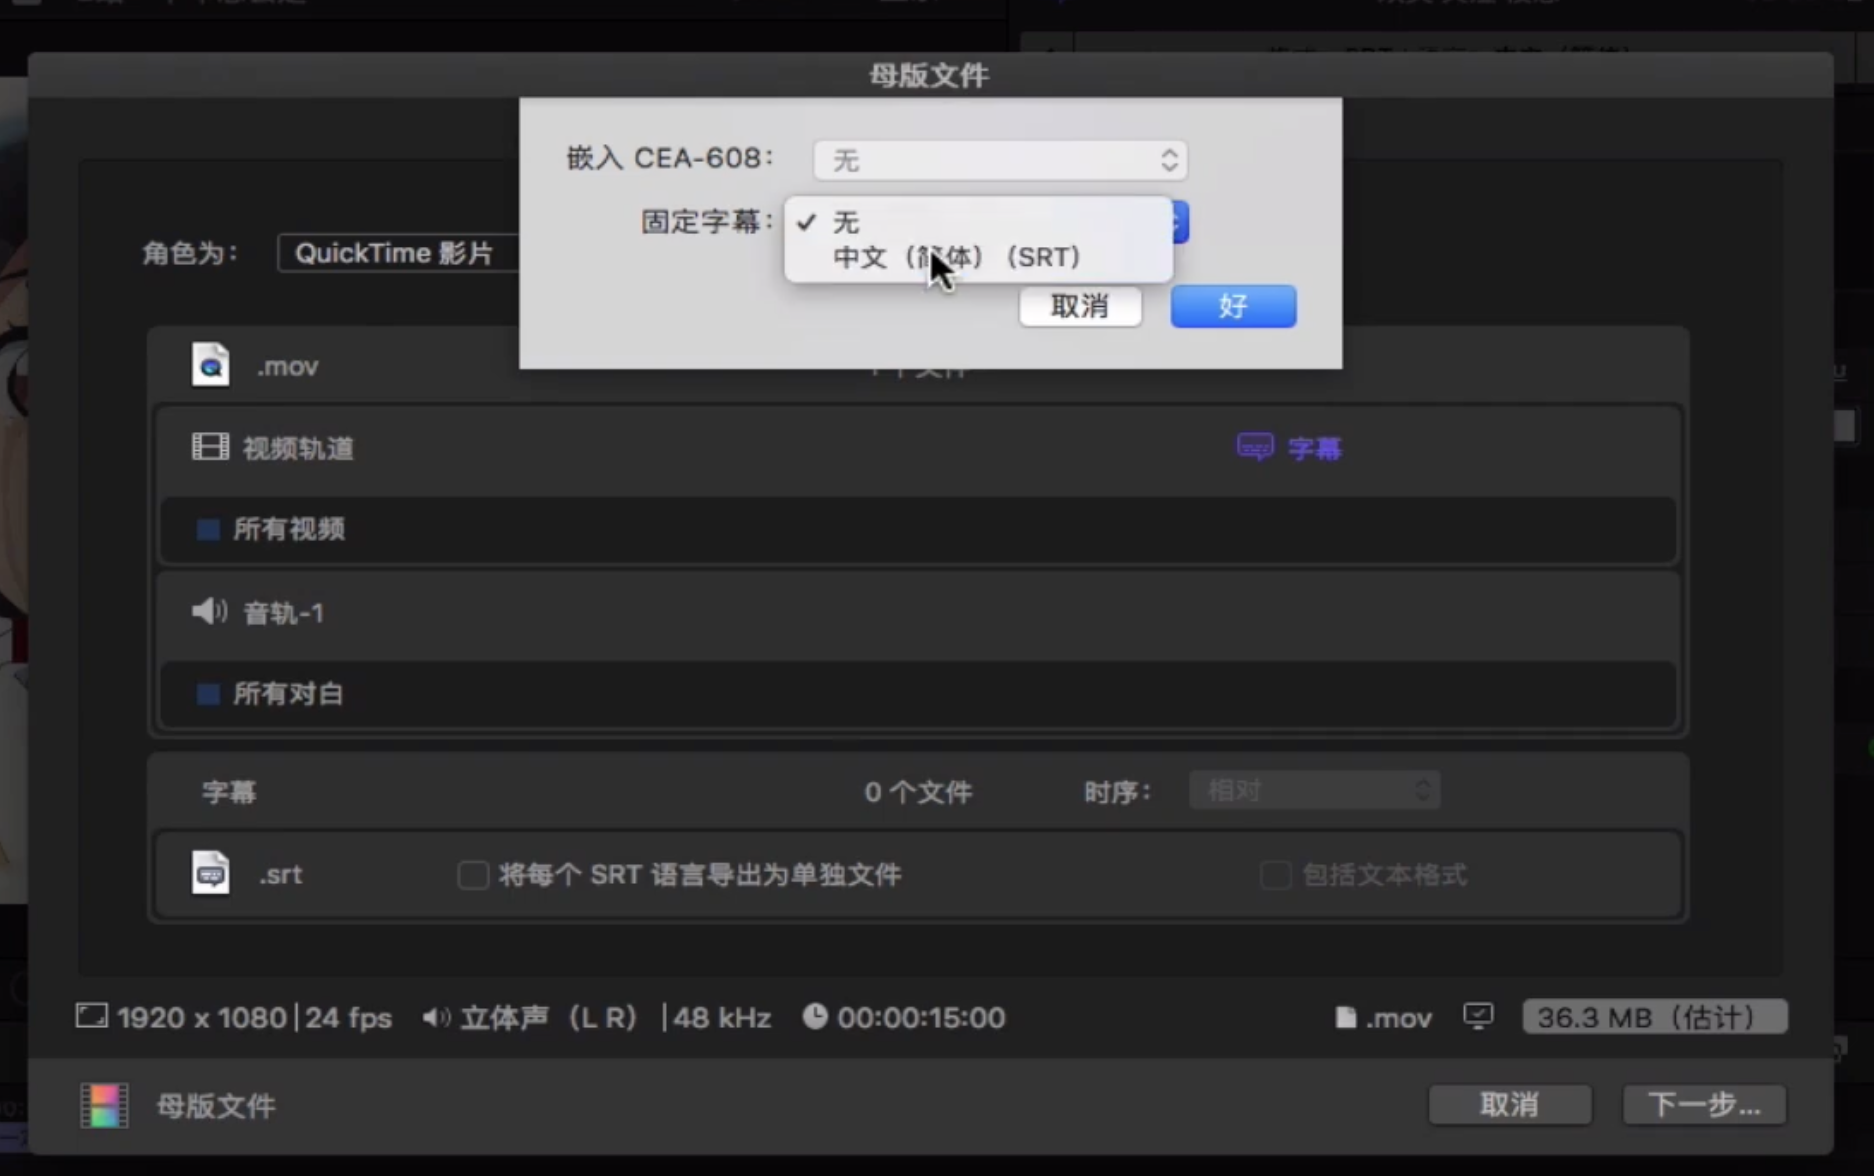 母版文件
嵌入 CEA-608: 无
固定字幕: ✓ 无
中文（简体）（SRT）
取消 好
角色为: QuickTime 影片
.mov
视频轨道 字幕
所有视频
音轨-1
所有对白
字幕 0 个文件 时序: 相对
.srt 将每个 SRT 语言导出为单独文件 包括文本格式
1920 x 1080|24 fps 立体声（L R）|48 kHz 00:00:15:00 .mov 36.3 MB（估计）
母版文件 取消 下一步...